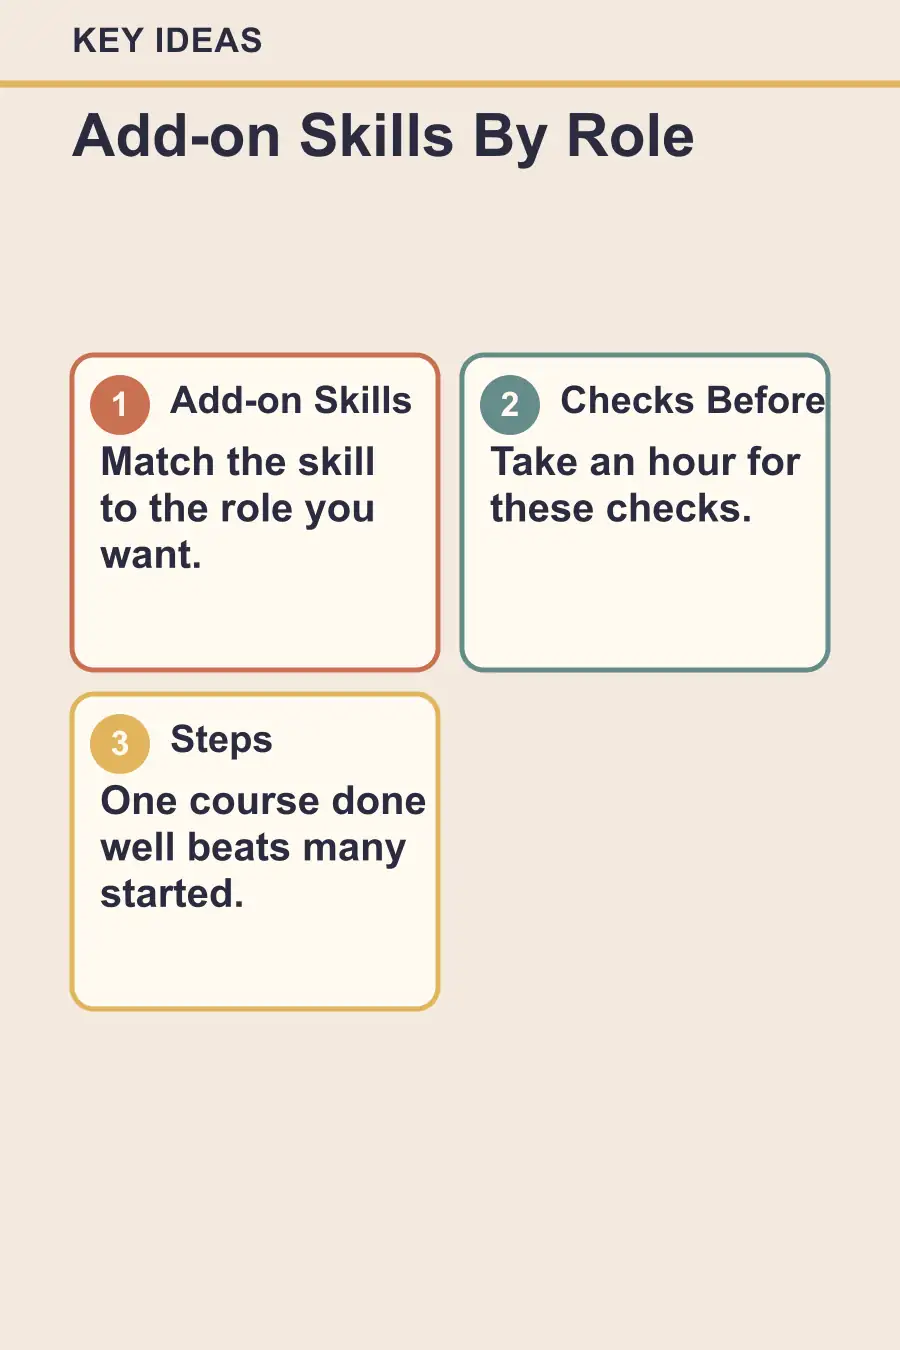 KEY IDEAS
Add-on Skills By Role
1 Add-on Skills
Match the skill
to the role you
want.
2 Checks Before
Take an hour for
these checks.
3 Steps
One course done
well beats many
started.